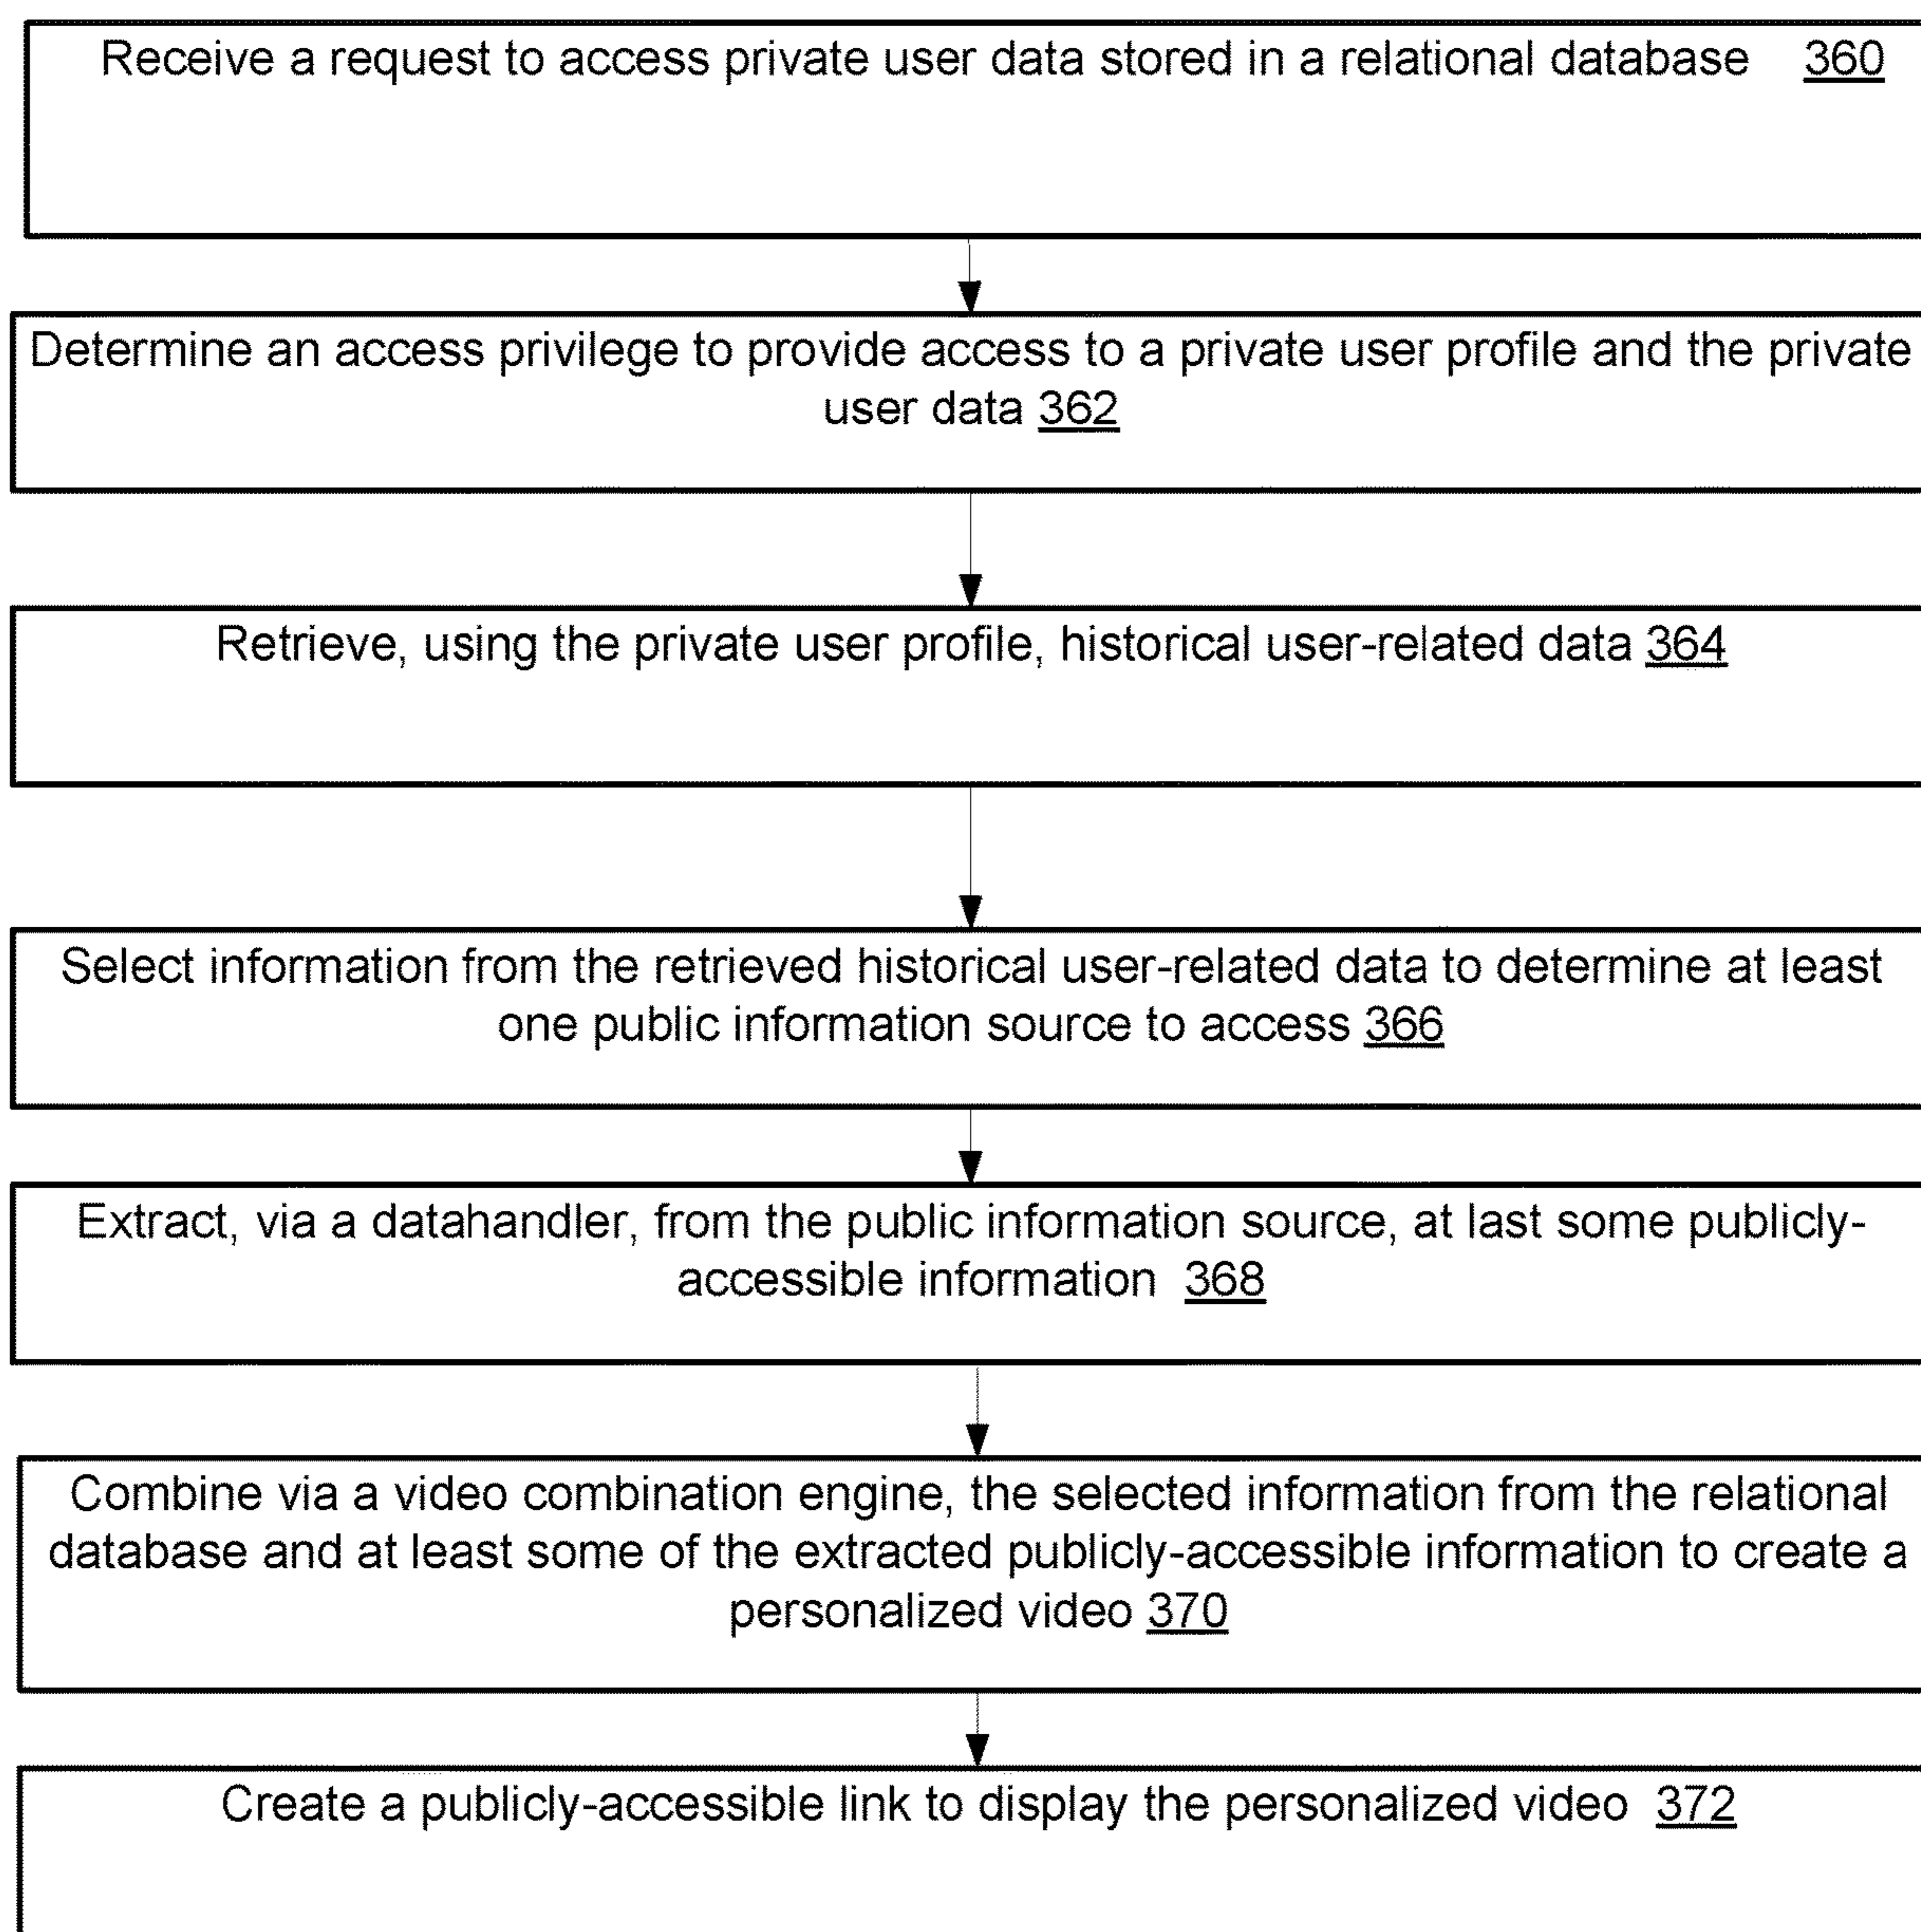 Receive a request to access private user data stored in a relational database 360
Determine an access privilege to provide access to a private user profile and the private
user data 362
Retrieve, using the private user profile, historical user-related data 364
Select information from the retrieved historical user-related data to determine at least
one public information source to access 366
Extract, via a datahandler, from the public information source, at last some publicly-
accessible information 368
Combine via a video combination engine, the selected information from the relational
database and at least some of the extracted publicly-accessible information to create a
personalized video 370
Create a publicly-accessible link to display the personalized video 372